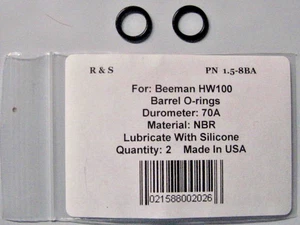 R & S PN 1.5-8BA
For: Beeman HW100
Barrel O-rings
Durometer: 70A
Material: NBR
Lubricate With Silicone
Quantity: 2 Made In USA
021588002026